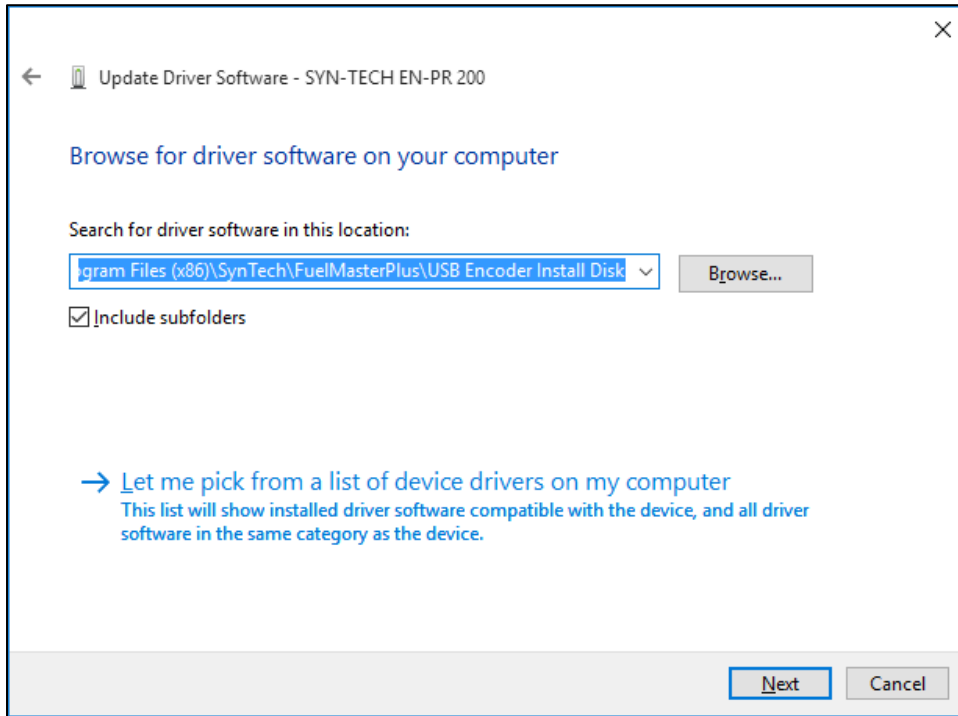 Update Driver Software - SYN-TECH EN-PR 200
Browse for driver software on your computer
Search for driver software in this location:
ogram Files (x86)\SynTech\FuelMasterPlus\USB Encoder Install Disk
Browse...
Include subfolders
Let me pick from a list of device drivers on my computer
This list will show installed driver software compatible with the device, and all driver
software in the same category as the device.
Next
Cancel